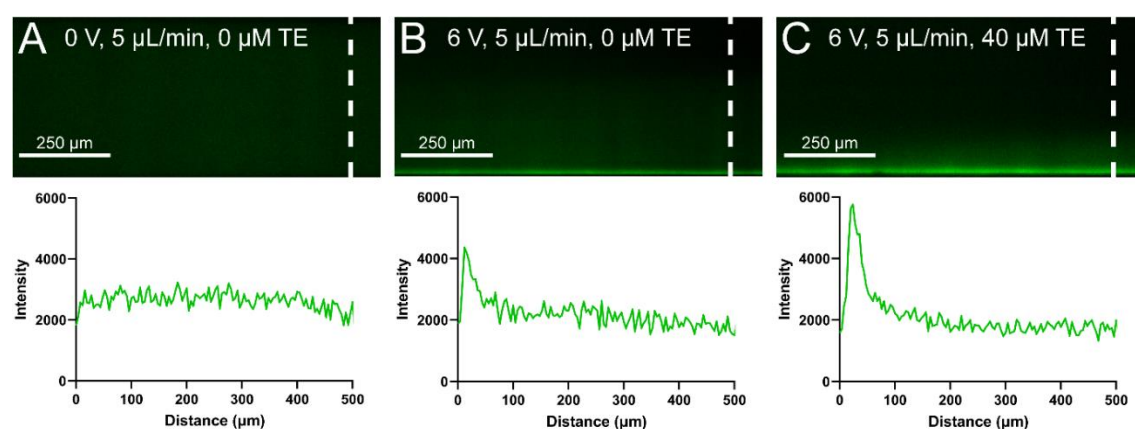 A 0 V, 5 µL/min, 0 µM TE
250 µm
B 6 V, 5 µL/min, 0 µM TE
250 µm
C 6 V, 5 µL/min, 40 µM TE
250 µm
6000
4000
2000
0
Intensity
0 100 200 300 400 500
Distance (µm)
6000
4000
2000
0
Intensity
0 100 200 300 400 500
Distance (µm)
6000
4000
2000
0
Intensity
0 100 200 300 400 500
Distance (µm)